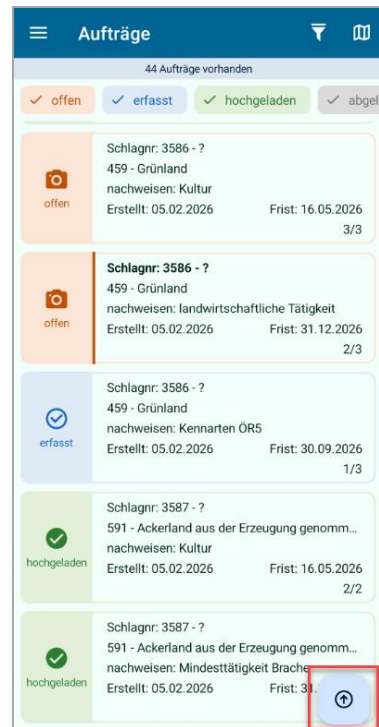 Aufträge
44 Aufträge vorhanden
offen
erfasst
hochgeladen
abgel
Schlagnr: 3586 - ?
459 - Grünland
nachweisen: Kultur
Erstellt: 05.02.2026 Frist: 16.05.2026
3/3
offen
Schlagnr: 3586 - ?
459 - Grünland
nachweisen: landwirtschaftliche Tätigkeit
Erstellt: 05.02.2026 Frist: 31.12.2026
2/3
offen
Schlagnr: 3586 - ?
459 - Grünland
nachweisen: Kennarten ÖR5
Erstellt: 05.02.2026 Frist: 30.09.2026
1/3
erfasst
Schlagnr: 3587 - ?
591 - Ackerland aus der Erzeugung genomm...
nachweisen: Kultur
Erstellt: 05.02.2026 Frist: 16.05.2026
2/2
hochgeladen
Schlagnr: 3587 - ?
591 - Ackerland aus der Erzeugung genomm...
nachweisen: Mindesttätigkeit Brache
Erstellt: 05.02.2026 Frist: 31.
hochgeladen